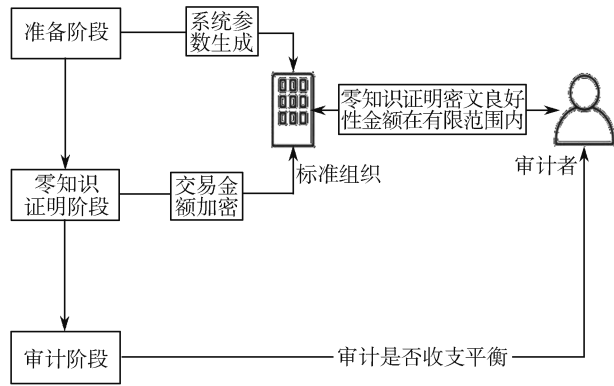 准备阶段
系统参
数生成
零知识证明密文良好
性金额在有限范围内
审计者
标准组织
零知识
证明阶段
交易金
额加密
审计阶段
审计是否收支平衡